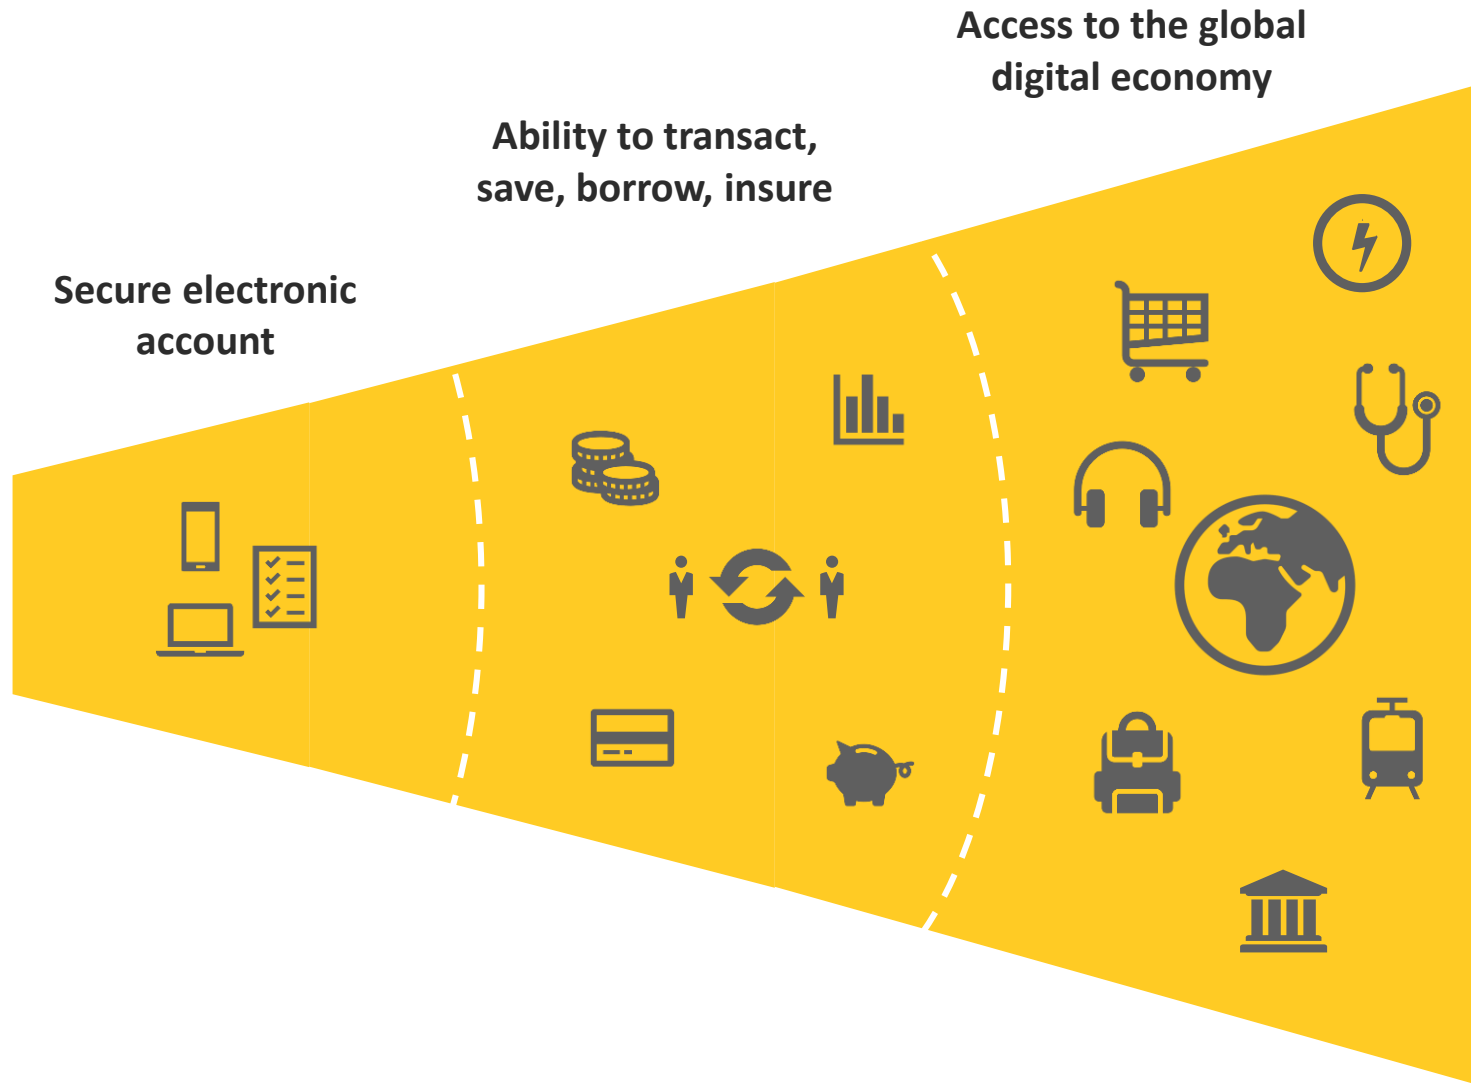 Access to the global
digital economy
Ability to transact,
save, borrow, insure
Secure electronic
account